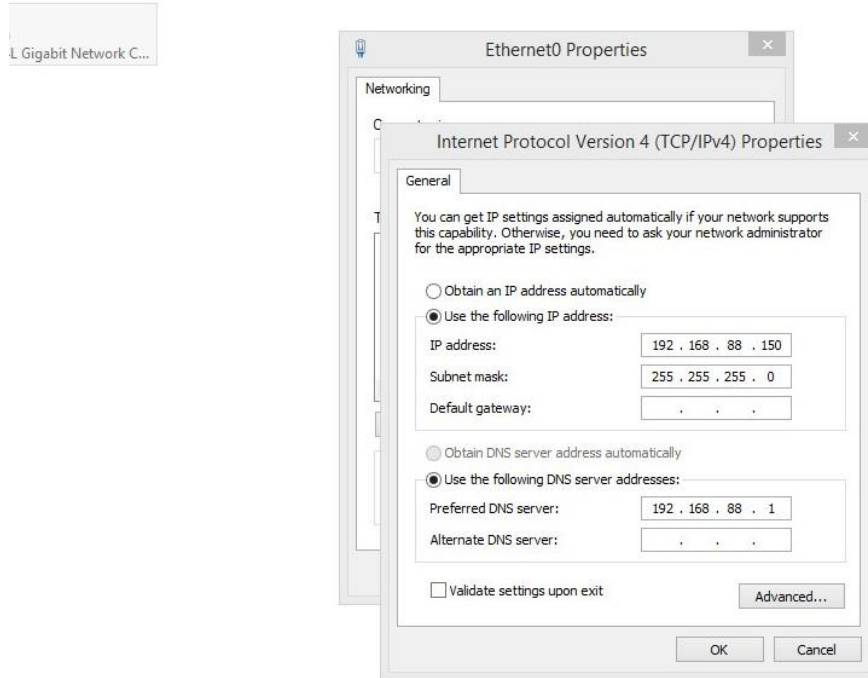 L Gigabit Network C...
Ethernet0 Properties
Networking
Internet Protocol Version 4 (TCP/IPv4) Properties
General
You can get IP settings assigned automatically if your network supports
this capability. Otherwise, you need to ask your network administrator
for the appropriate IP settings.
Obtain an IP address automatically
Use the following IP address:
IP address: 192 . 168 . 88 . 150
Subnet mask: 255 . 255 . 255 . 0
Default gateway: . . .
Obtain DNS server address automatically
Use the following DNS server addresses:
Preferred DNS server: 192 . 168 . 88 . 1
Alternate DNS server: . . .
Validate settings upon exit
Advanced...
OK Cancel